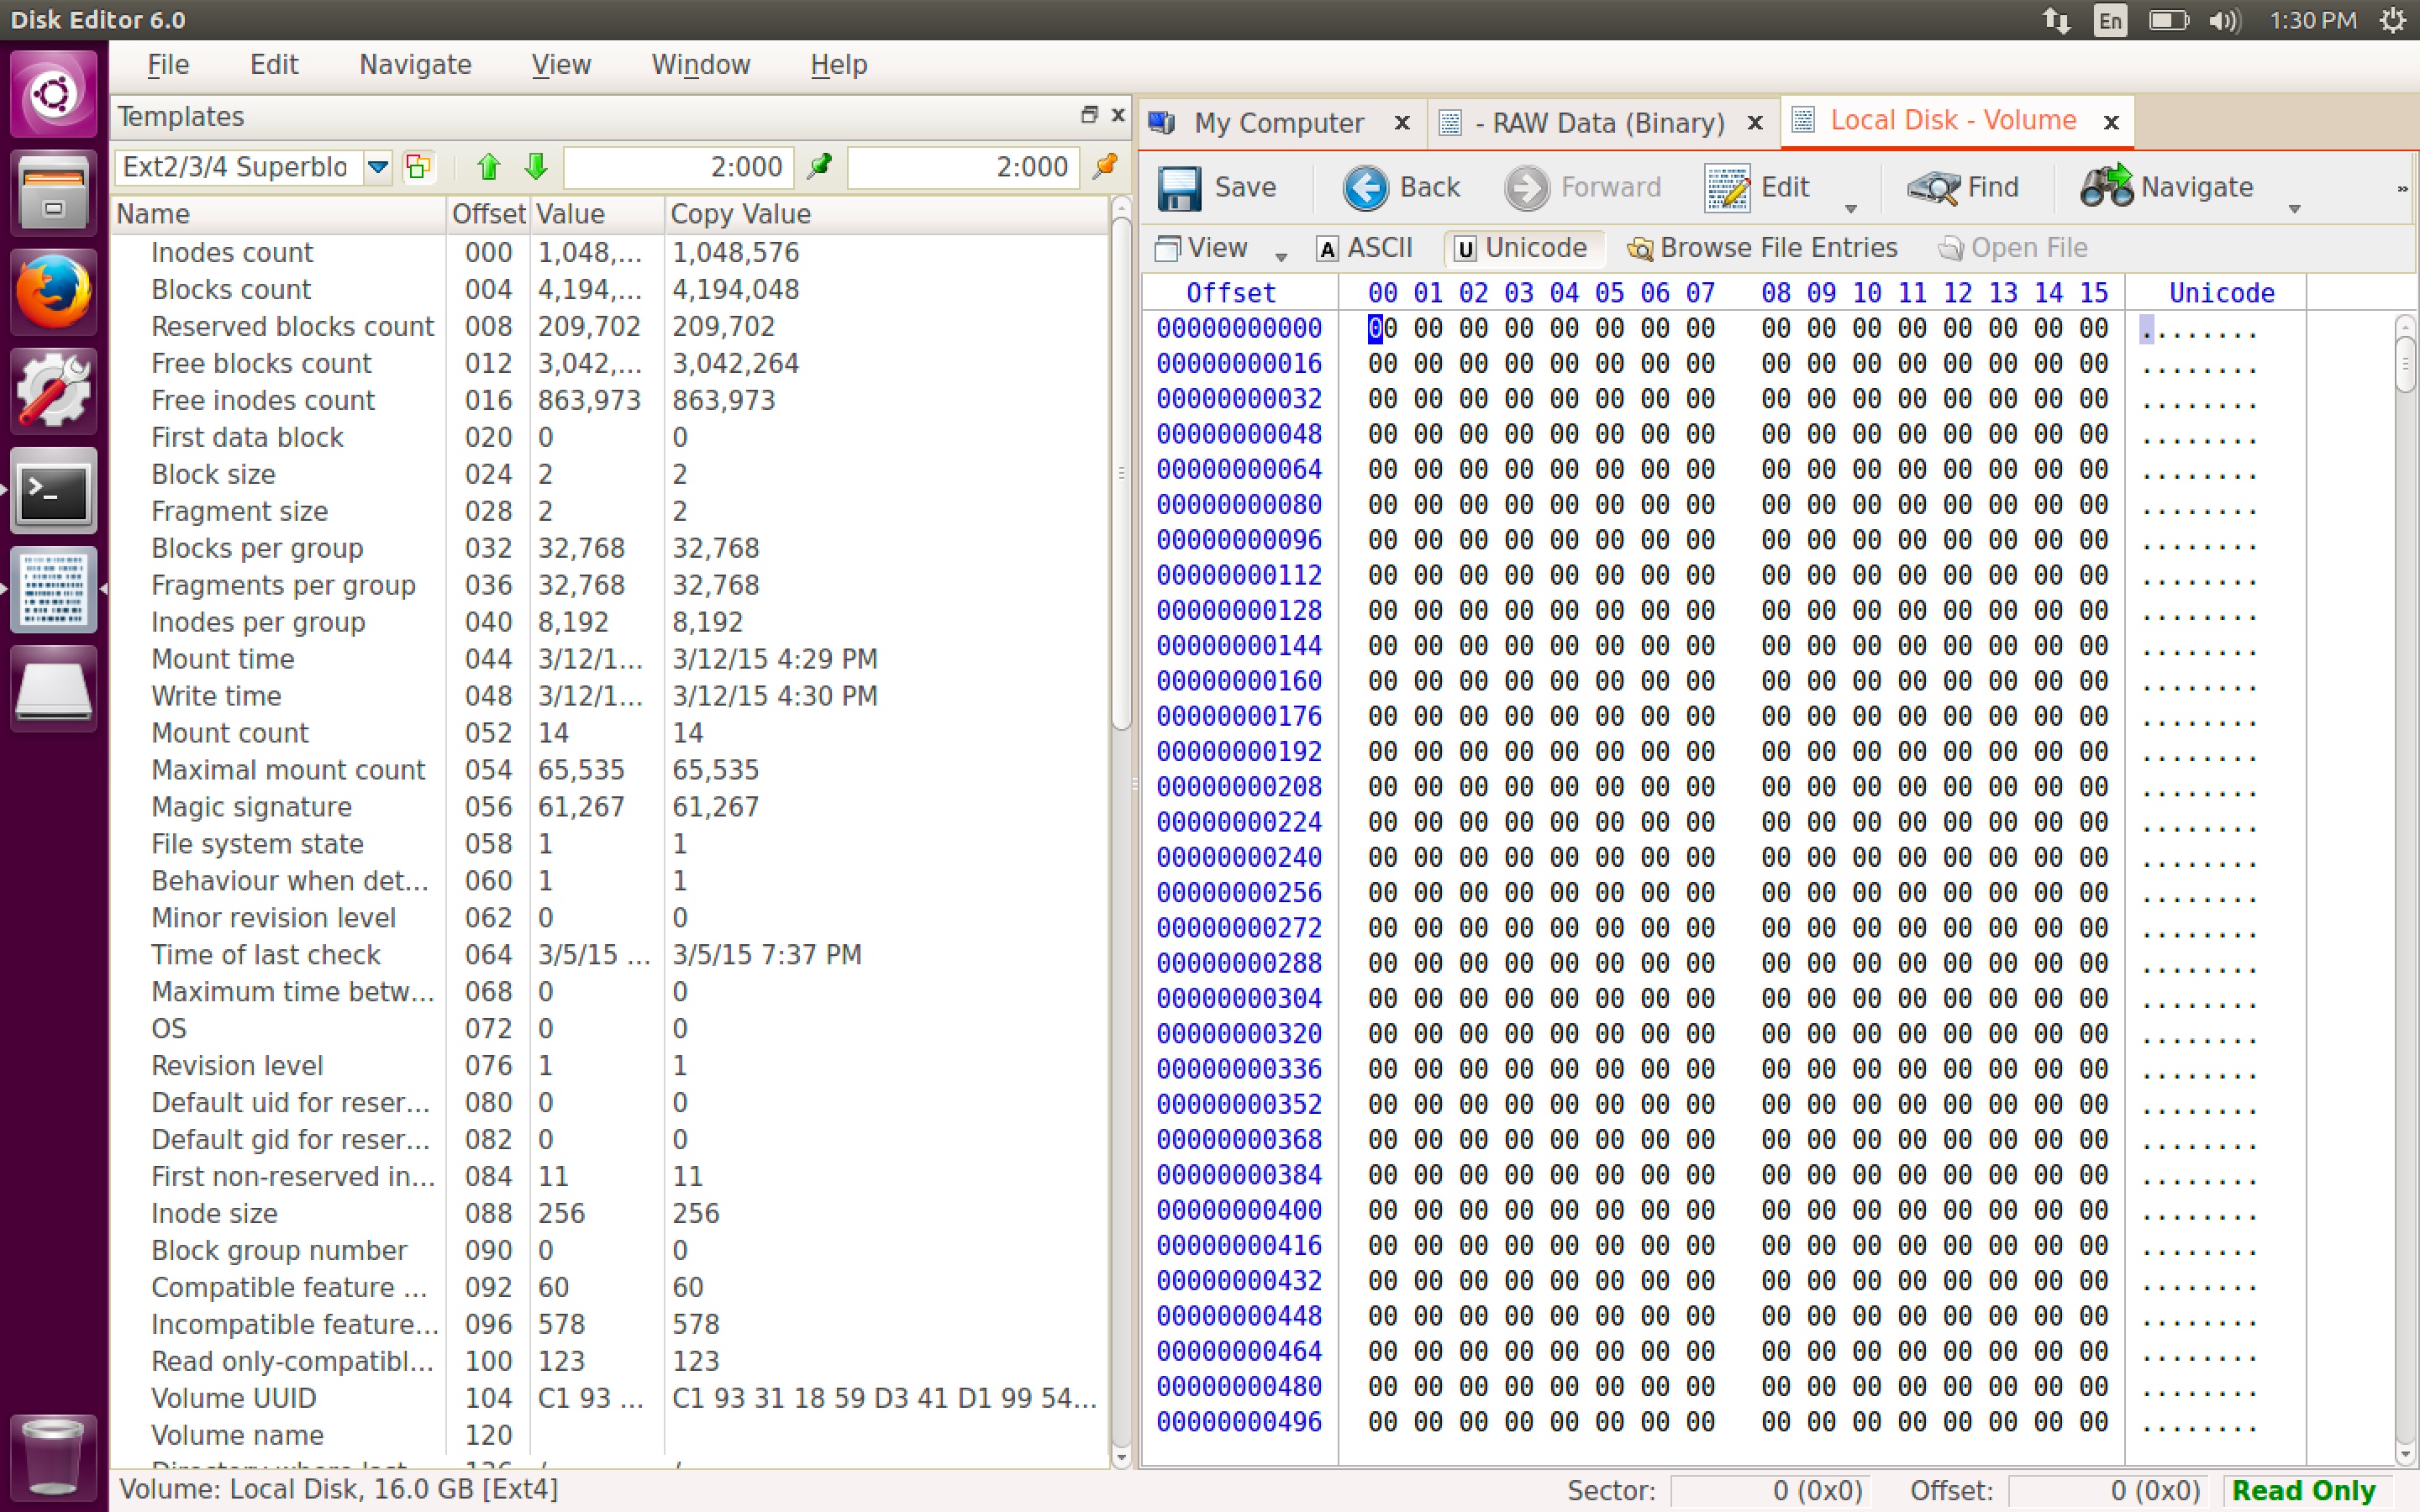 Disk Editor 6.0
En
1:30 PM
File Edit Navigate View Window Help
Templates
My Computer - RAW Data (Binary) Local Disk - Volume
Ext2/3/4 Superblo 2:000 2:000
Save Back Forward Edit Find Navigate »
View A ASCII U Unicode Browse File Entries Open File
Name Offset Value Copy Value
Inodes count 000 1,048,... 1,048,576
Blocks count 004 4,194,... 4,194,048
Reserved blocks count 008 209,702 209,702
Free blocks count 012 3,042,... 3,042,264
Free inodes count 016 863,973 863,973
First data block 020 0 0
Block size 024 2 2
Fragment size 028 2 2
Blocks per group 032 32,768 32,768
Fragments per group 036 32,768 32,768
Inodes per group 040 8,192 8,192
Mount time 044 3/12/1... 3/12/15 4:29 PM
Write time 048 3/12/1... 3/12/15 4:30 PM
Mount count 052 14 14
Maximal mount count 054 65,535 65,535
Magic signature 056 61,267 61,267
File system state 058 1 1
Behaviour when det... 060 1 1
Minor revision level 062 0 0
Time of last check 064 3/5/15 ... 3/5/15 7:37 PM
Maximum time betw... 068 0 0
OS 072 0 0
Revision level 076 1 1
Default uid for reser... 080 0 0
Default gid for reser... 082 0 0
First non-reserved in... 084 11 11
Inode size 088 256 256
Block group number 090 0 0
Compatible feature ... 092 60 60
Incompatible feature... 096 578 578
Read only-compatibl... 100 123 123
Volume UUID 104 C1 93 ... C1 93 31 18 59 D3 41 D1 99 54...
Volume name 120
Offset 00 01 02 03 04 05 06 07 08 09 10 11 12 13 14 15 Unicode
00000000000 00 00 00 00 00 00 00 00 00 00 00 00 00 00 00 00 ........
00000000016 00 00 00 00 00 00 00 00 00 00 00 00 00 00 00 00 ........
00000000032 00 00 00 00 00 00 00 00 00 00 00 00 00 00 00 00 ........
00000000048 00 00 00 00 00 00 00 00 00 00 00 00 00 00 00 00 ........
00000000064 00 00 00 00 00 00 00 00 00 00 00 00 00 00 00 00 ........
00000000080 00 00 00 00 00 00 00 00 00 00 00 00 00 00 00 00 ........
00000000096 00 00 00 00 00 00 00 00 00 00 00 00 00 00 00 00 ........
00000000112 00 00 00 00 00 00 00 00 00 00 00 00 00 00 00 00 ........
00000000128 00 00 00 00 00 00 00 00 00 00 00 00 00 00 00 00 ........
00000000144 00 00 00 00 00 00 00 00 00 00 00 00 00 00 00 00 ........
00000000160 00 00 00 00 00 00 00 00 00 00 00 00 00 00 00 00 ........
00000000176 00 00 00 00 00 00 00 00 00 00 00 00 00 00 00 00 ........
00000000192 00 00 00 00 00 00 00 00 00 00 00 00 00 00 00 00 ........
00000000208 00 00 00 00 00 00 00 00 00 00 00 00 00 00 00 00 ........
00000000224 00 00 00 00 00 00 00 00 00 00 00 00 00 00 00 00 ........
00000000240 00 00 00 00 00 00 00 00 00 00 00 00 00 00 00 00 ........
00000000256 00 00 00 00 00 00 00 00 00 00 00 00 00 00 00 00 ........
00000000272 00 00 00 00 00 00 00 00 00 00 00 00 00 00 00 00 ........
00000000288 00 00 00 00 00 00 00 00 00 00 00 00 00 00 00 00 ........
00000000304 00 00 00 00 00 00 00 00 00 00 00 00 00 00 00 00 ........
00000000320 00 00 00 00 00 00 00 00 00 00 00 00 00 00 00 00 ........
00000000336 00 00 00 00 00 00 00 00 00 00 00 00 00 00 00 00 ........
00000000352 00 00 00 00 00 00 00 00 00 00 00 00 00 00 00 00 ........
00000000368 00 00 00 00 00 00 00 00 00 00 00 00 00 00 00 00 ........
00000000384 00 00 00 00 00 00 00 00 00 00 00 00 00 00 00 00 ........
00000000400 00 00 00 00 00 00 00 00 00 00 00 00 00 00 00 00 ........
00000000416 00 00 00 00 00 00 00 00 00 00 00 00 00 00 00 00 ........
00000000432 00 00 00 00 00 00 00 00 00 00 00 00 00 00 00 00 ........
00000000448 00 00 00 00 00 00 00 00 00 00 00 00 00 00 00 00 ........
00000000464 00 00 00 00 00 00 00 00 00 00 00 00 00 00 00 00 ........
00000000480 00 00 00 00 00 00 00 00 00 00 00 00 00 00 00 00 ........
00000000496 00 00 00 00 00 00 00 00 00 00 00 00 00 00 00 00 ........
Volume: Local Disk, 16.0 GB [Ext4] Sector: 0 (0x0) Offset: 0 (0x0) Read Only